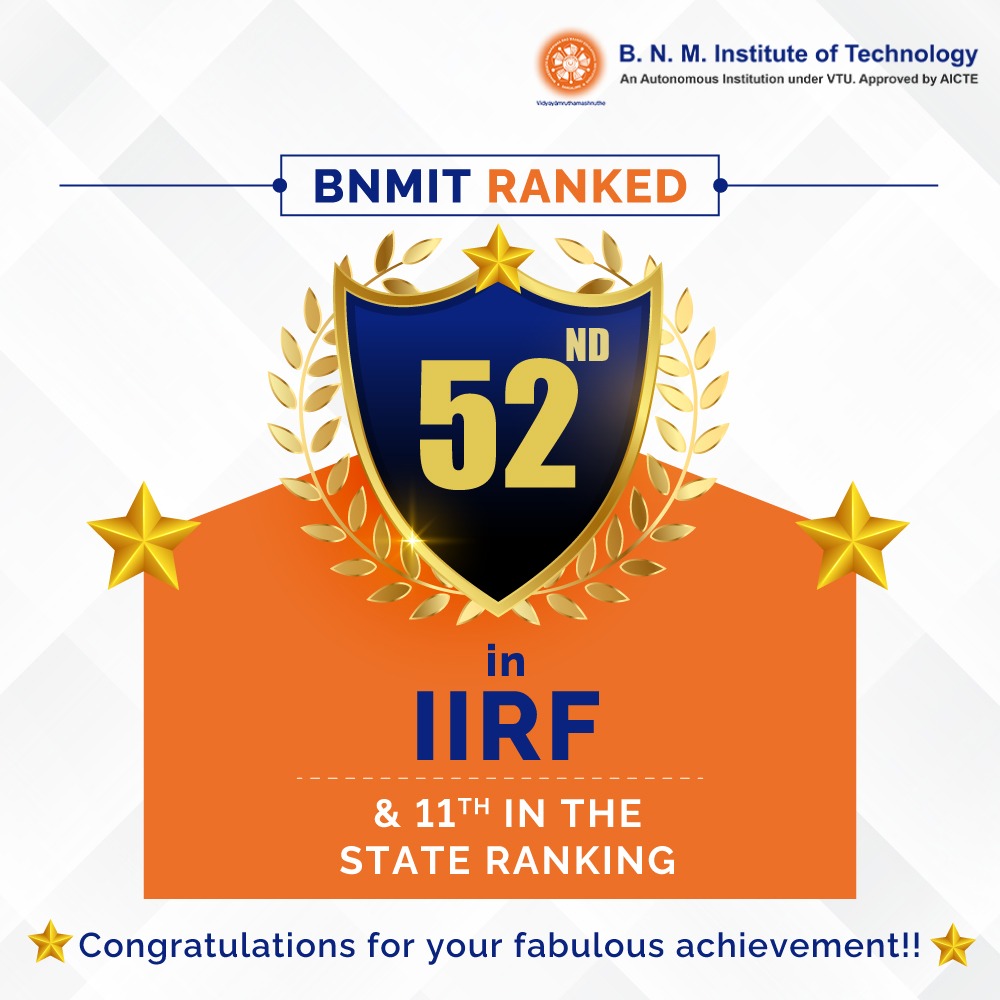 B. N. M. Institute of Technology
An Autonomous Institution under VTU. Approved by AICTE
Vidyayāmruthamashnuthe
BNMIT RANKED
52ND
in
IIRF
& 11TH IN THE
STATE RANKING
Congratulations for your fabulous achievement!!